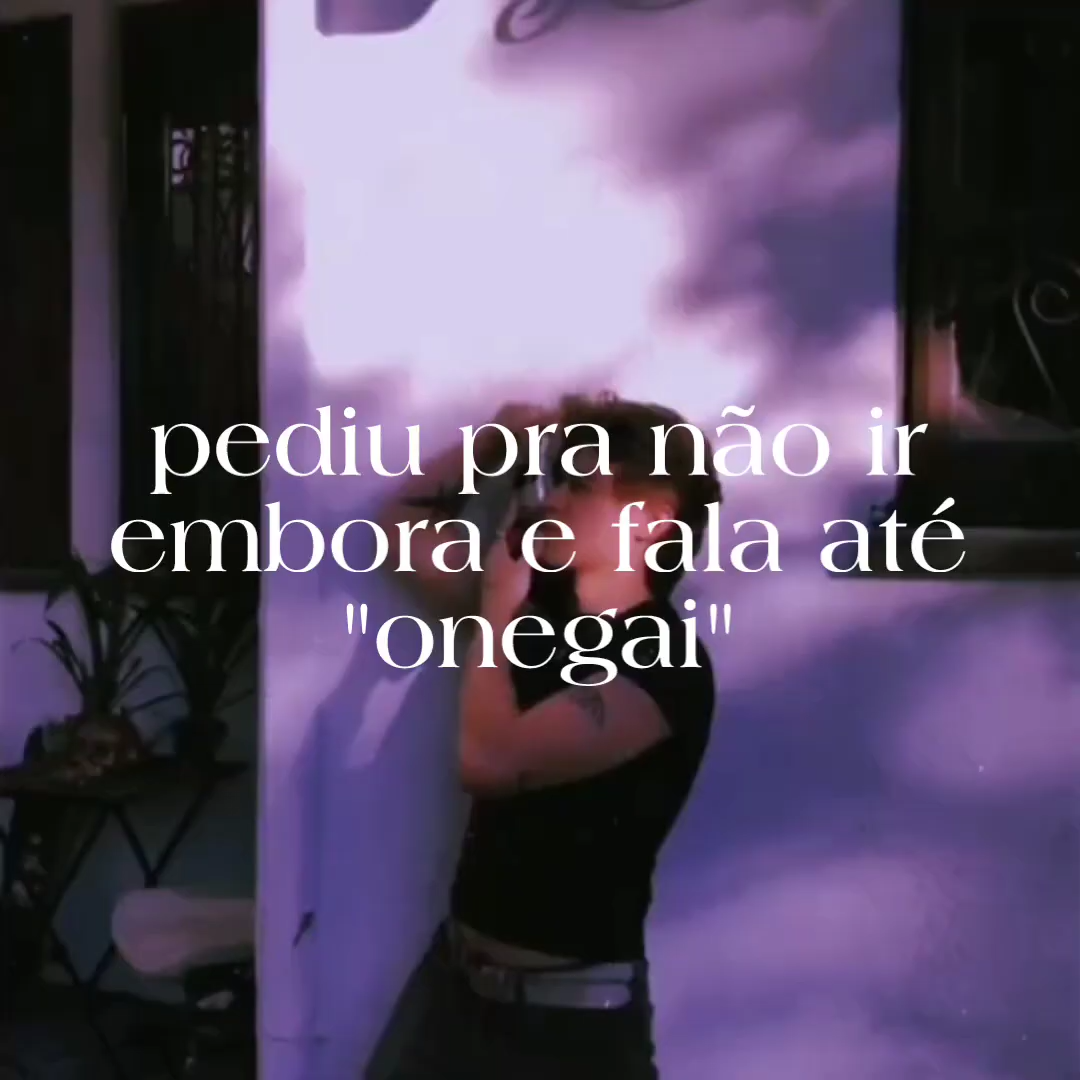 pediu pra não ir
embora e fala até
"onegai"